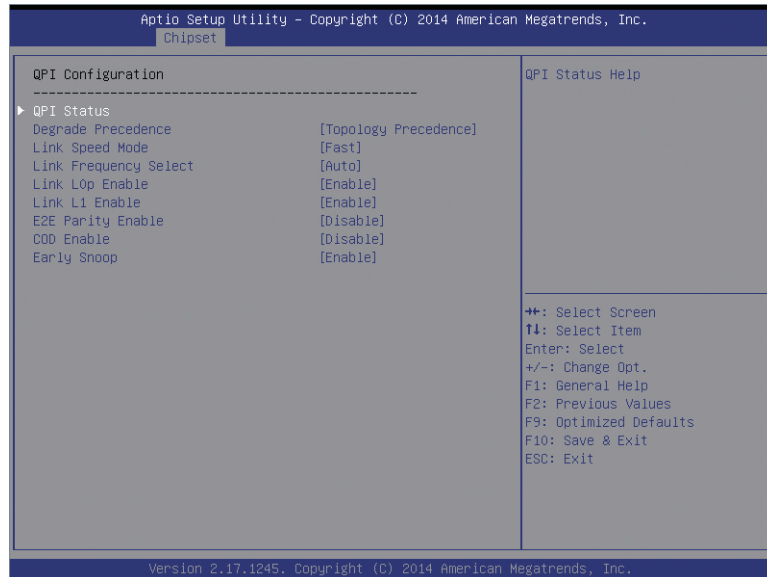 Aptio Setup Utility – Copyright (C) 2014 American Megatrends, Inc.
Chipset
QPI Configuration
--------------------------------------------------
QPI Status
Degrade Precedence [Topology Precedence]
Link Speed Mode [Fast]
Link Frequency Select [Auto]
Link L0p Enable [Enable]
Link L1 Enable [Enable]
E2E Parity Enable [Disable]
COD Enable [Disable]
Early Snoop [Enable]
QPI Status Help
→←: Select Screen
↑↓: Select Item
Enter: Select
+/-: Change Opt.
F1: General Help
F2: Previous Values
F9: Optimized Defaults
F10: Save & Exit
ESC: Exit
Version 2.17.1245. Copyright (C) 2014 American Megatrends, Inc.